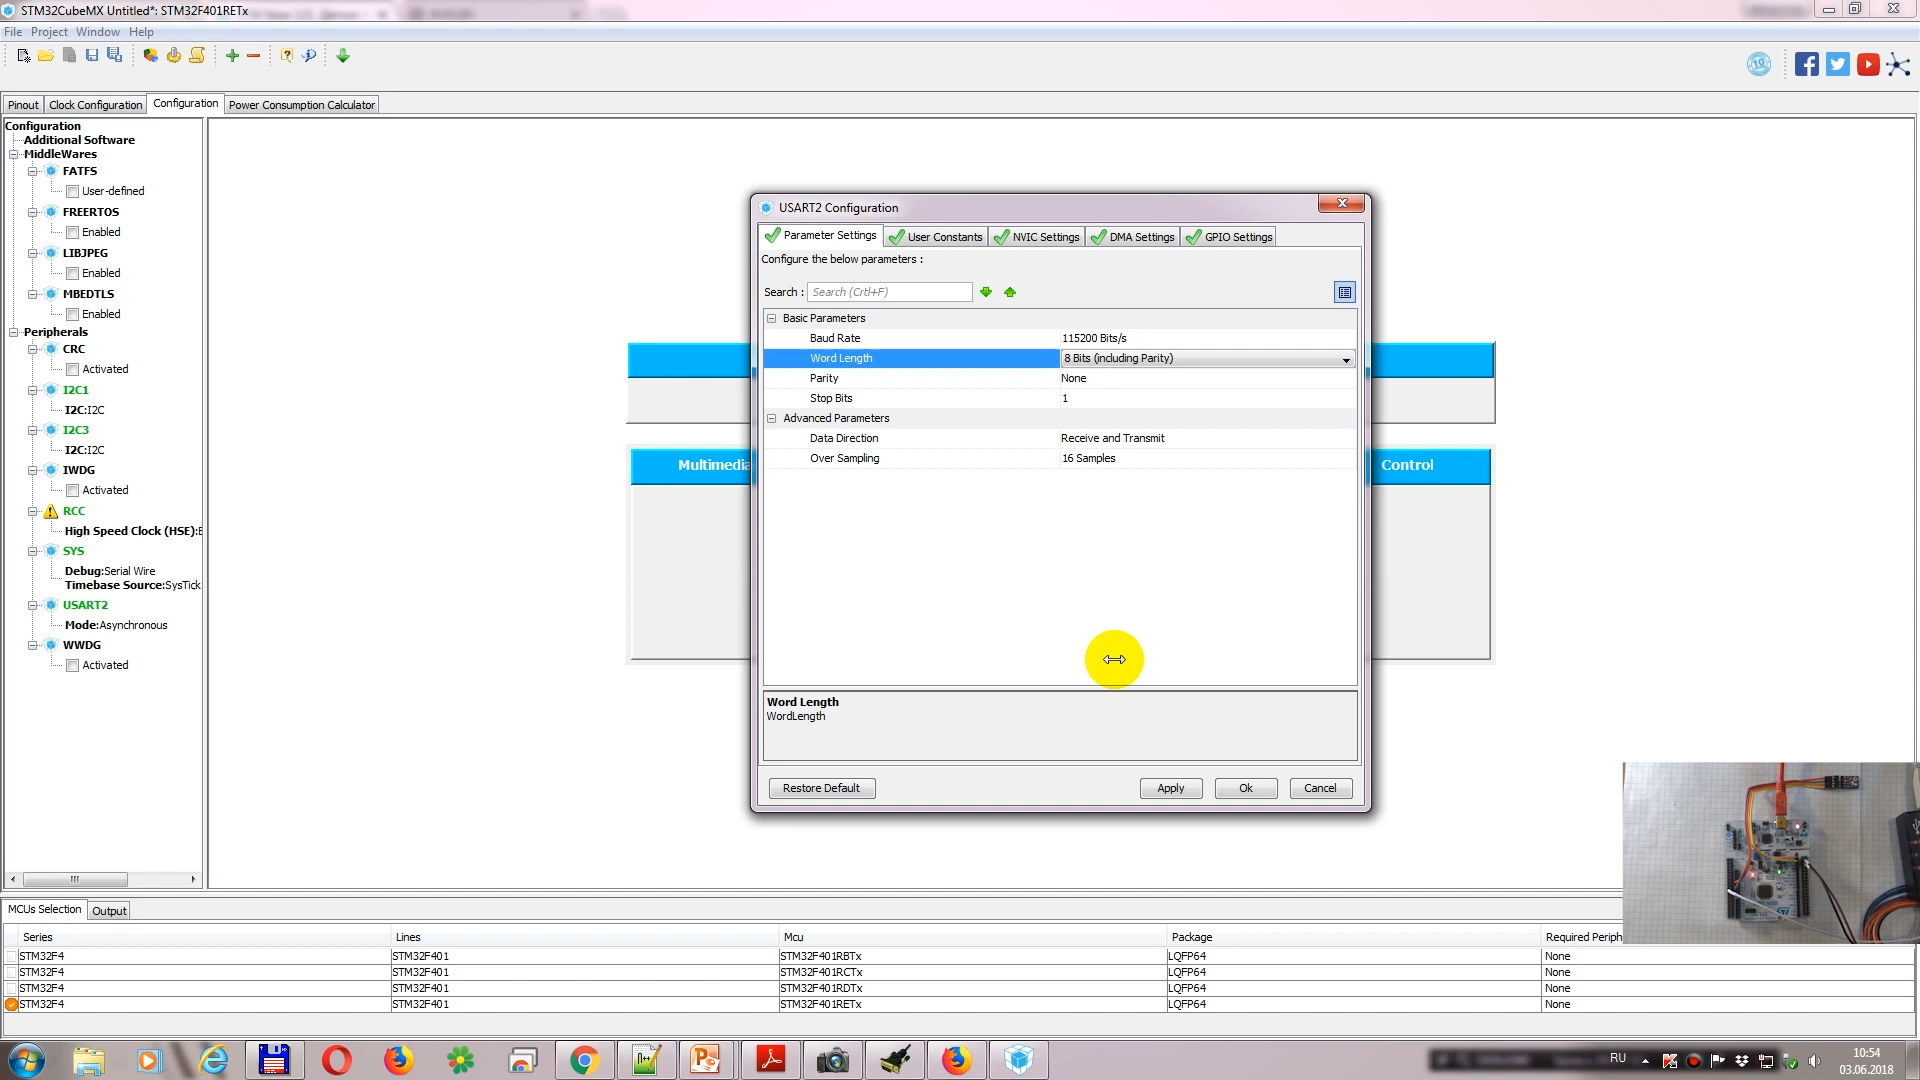 STM32CubeMX Untitled*: STM32F401RETx
File Project Window Help
Pinout Clock Configuration Configuration Power Consumption Calculator
Configuration
Additional Software
MiddleWares
FATFS
User-defined
FREERTOS
Enabled
LIBJPEG
Enabled
MBEDTLS
Enabled
Peripherals
CRC
Activated
I2C1
I2C:I2C
I2C3
I2C:I2C
IWDG
Activated
RCC
High Speed Clock (HSE):
SYS
Debug:Serial Wire
Timebase Source:SysTick
USART2
Mode:Asynchronous
WWDG
Activated
Multimedia
Control
USART2 Configuration
Parameter Settings User Constants NVIC Settings DMA Settings GPIO Settings
Configure the below parameters :
Search : Search (Crtl+F)
Basic Parameters
Baud Rate 115200 Bits/s
Word Length 8 Bits (including Parity)
Parity None
Stop Bits 1
Advanced Parameters
Data Direction Receive and Transmit
Over Sampling 16 Samples
Word Length
WordLength
Restore Default Apply Ok Cancel
MCUs Selection Output
Series Lines Mcu Package Required Periph
STM32F4 STM32F401 STM32F401RBTx LQFP64 None
STM32F4 STM32F401 STM32F401RCTx LQFP64 None
STM32F4 STM32F401 STM32F401RDTx LQFP64 None
STM32F4 STM32F401 STM32F401RETx LQFP64 None
RU
10:54
03.06.2018